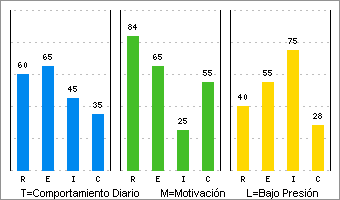 60 65 45 35 84 65 25 55 40 55 75 28
R E I C R E I C R E I C
T=Comportamiento Diario M=Motivación L=Bajo Presión